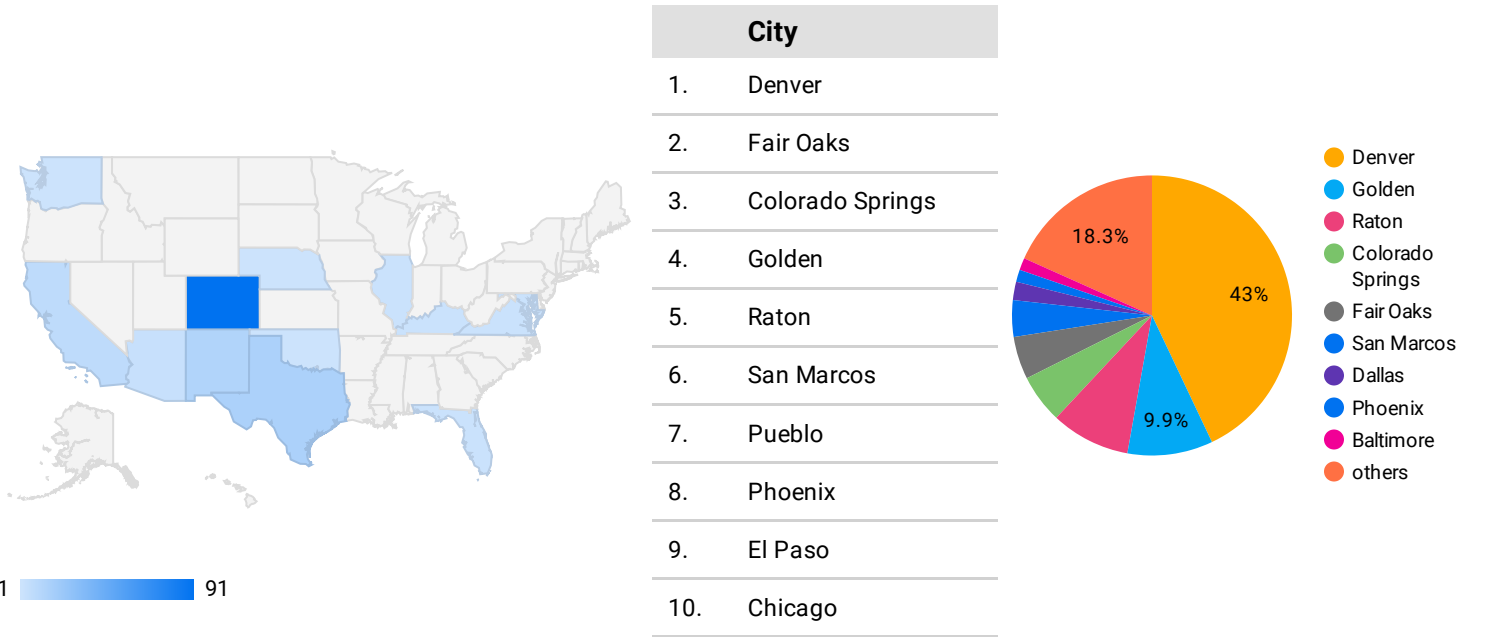 City
1. Denver
2. Fair Oaks
3. Colorado Springs
4. Golden
5. Raton
6. San Marcos
7. Pueblo
8. Phoenix
9. El Paso
10. Chicago
1 91
43%
9.9%
18.3%
Denver
Golden
Raton
Colorado
Springs
Fair Oaks
San Marcos
Dallas
Phoenix
Baltimore
others